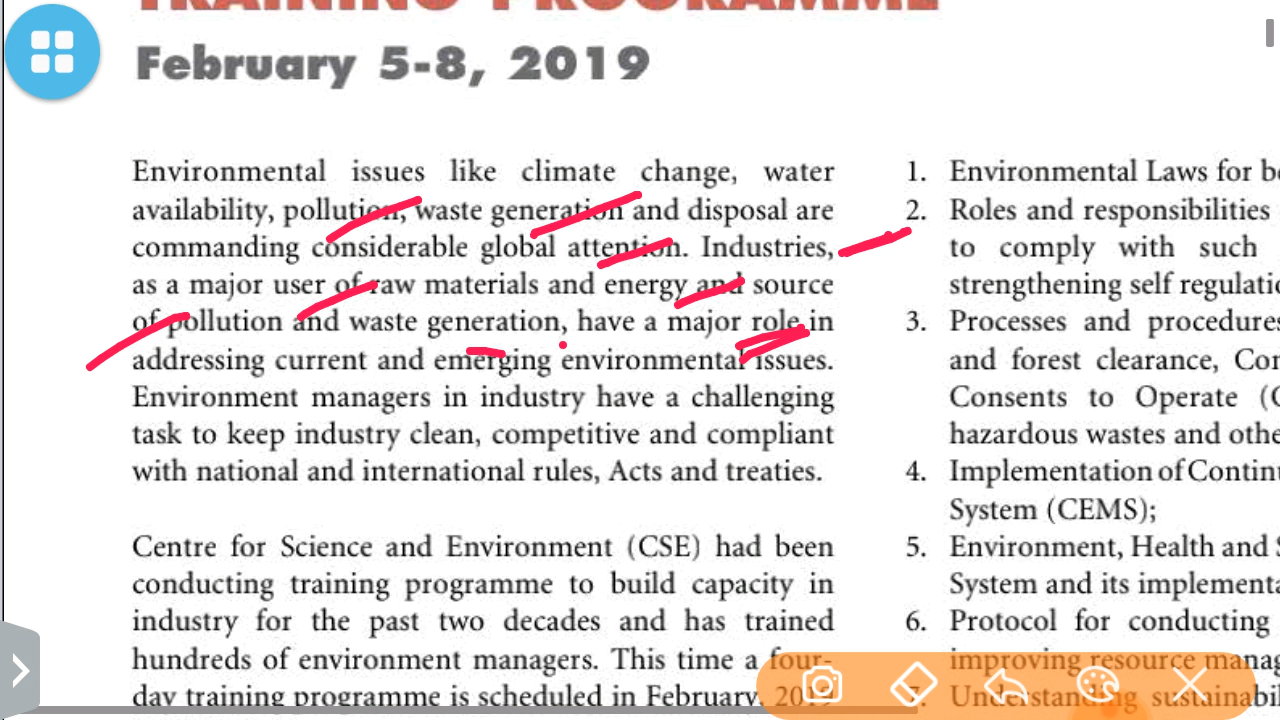 TRAINING PROGRAMME
February 5-8, 2019
Environmental issues like climate change, water
availability, pollution, waste generation and disposal are
commanding considerable global attention. Industries,
as a major user of raw materials and energy and source
of pollution and waste generation, have a major role in
addressing current and emerging environmental issues.
Environment managers in industry have a challenging
task to keep industry clean, competitive and compliant
with national and international rules, Acts and treaties.
Centre for Science and Environment (CSE) had been
conducting training programme to build capacity in
industry for the past two decades and has trained
hundreds of environment managers. This time a four-
day training programme is scheduled in February, 2019
1. Environmental Laws for
2. Roles and responsibilities
to comply with such
strengthening self
3. Processes and procedures
and forest clearance,
Consents to Operate
hazardous wastes and
4. Implementation of
System (CEMS);
5. Environment, Health and
System and its
6. Protocol for conducting
improving resource
7. Understanding